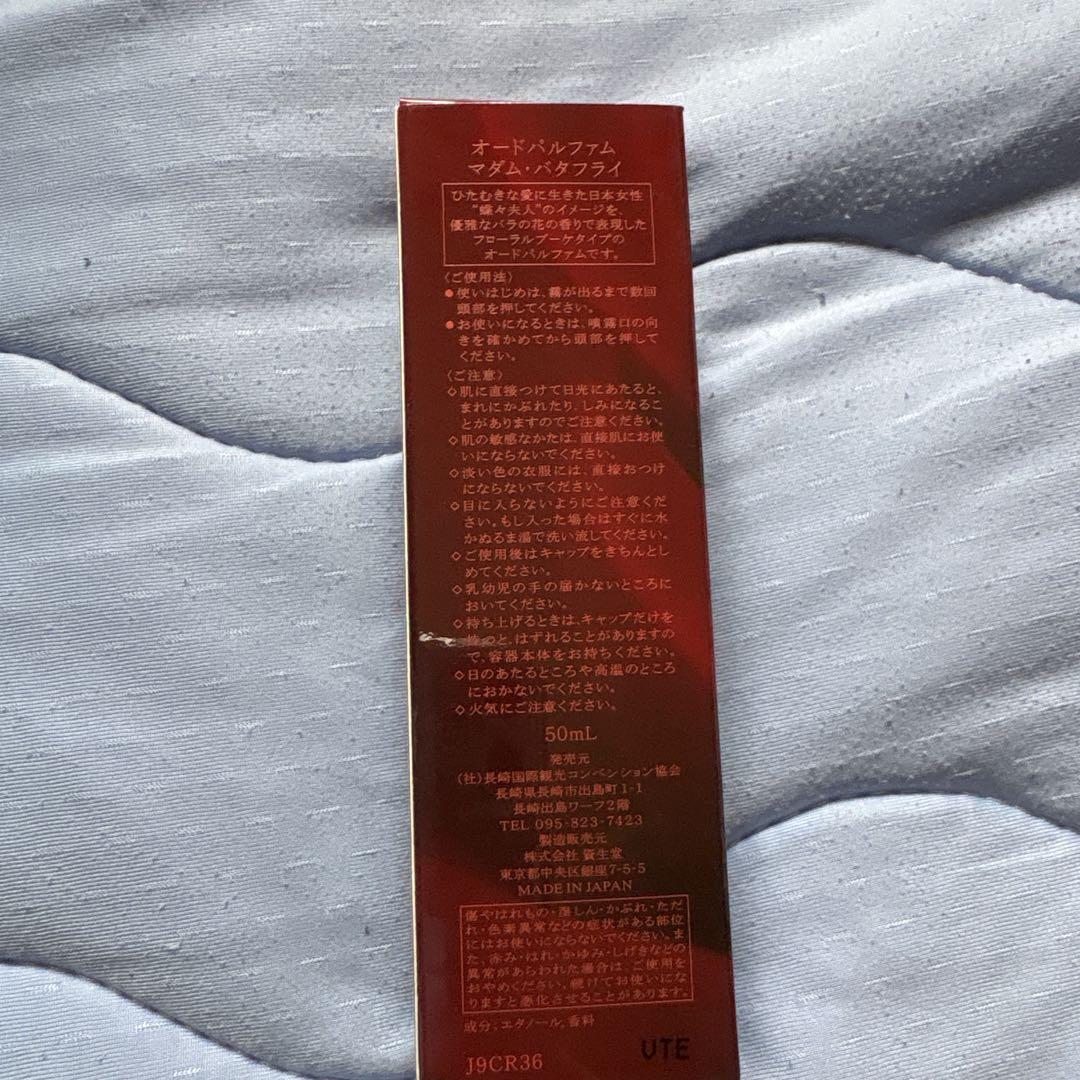 オードパルファム
マダム・バタフライ
ひたむきな愛に生きた日本女性
“蝶々夫人”のイメージを
優雅なバラの花の香りで表現した
フローラルブーケタイプの
オードパルファムです。
〈ご使用法〉
●使いはじめは、霧が出るまで数回
頭部を押してください。
●お使いになるときは、噴霧口の向
きを確かめてから頭部を押して
ください。
〈ご注意〉
◇肌に直接つけて日光にあたると、
まれにかぶれたり、しみになるこ
とがありますのでご注意ください。
◇肌の敏感なかたは、直接肌にお使
いにならないでください。
◇淡い色の衣服には、直接おつけ
にならないでください。
◇目に入らないようにご注意くだ
さい。もし入った場合はすぐに水
かぬるま湯で洗い流してください。
◇ご使用後はキャップをきちんとし
めてください。
◇乳幼児の手の届かないところに
おいてください。
◇持ち上げるときは、キャップだけを
持つと、はずれることがありますの
で、容器本体をお持ちください。
◇日のあたるところや高温のところ
におかないでください。
◇火気にご注意ください。
50mL
発売元
(社)長崎国際観光コンベンション協会
長崎県長崎市出島町1-1
長崎出島ワーフ2階
TEL 095-823-7423
製造販売元
株式会社 資生堂
東京都中央区銀座7-5-5
MADE IN JAPAN
傷やはれもの・湿しん・かぶれ・ただ
れ・色素異常などの症状がある部位
にはお使いにならないでください。ま
た、赤み・はれ・かゆみ・しげきなどの
異常があらわれた場合は、ご使用を
おやめください。続けてお使いにな
りますと悪化させることがあります。
成分:エタノール,香料
J9CR36
UTE